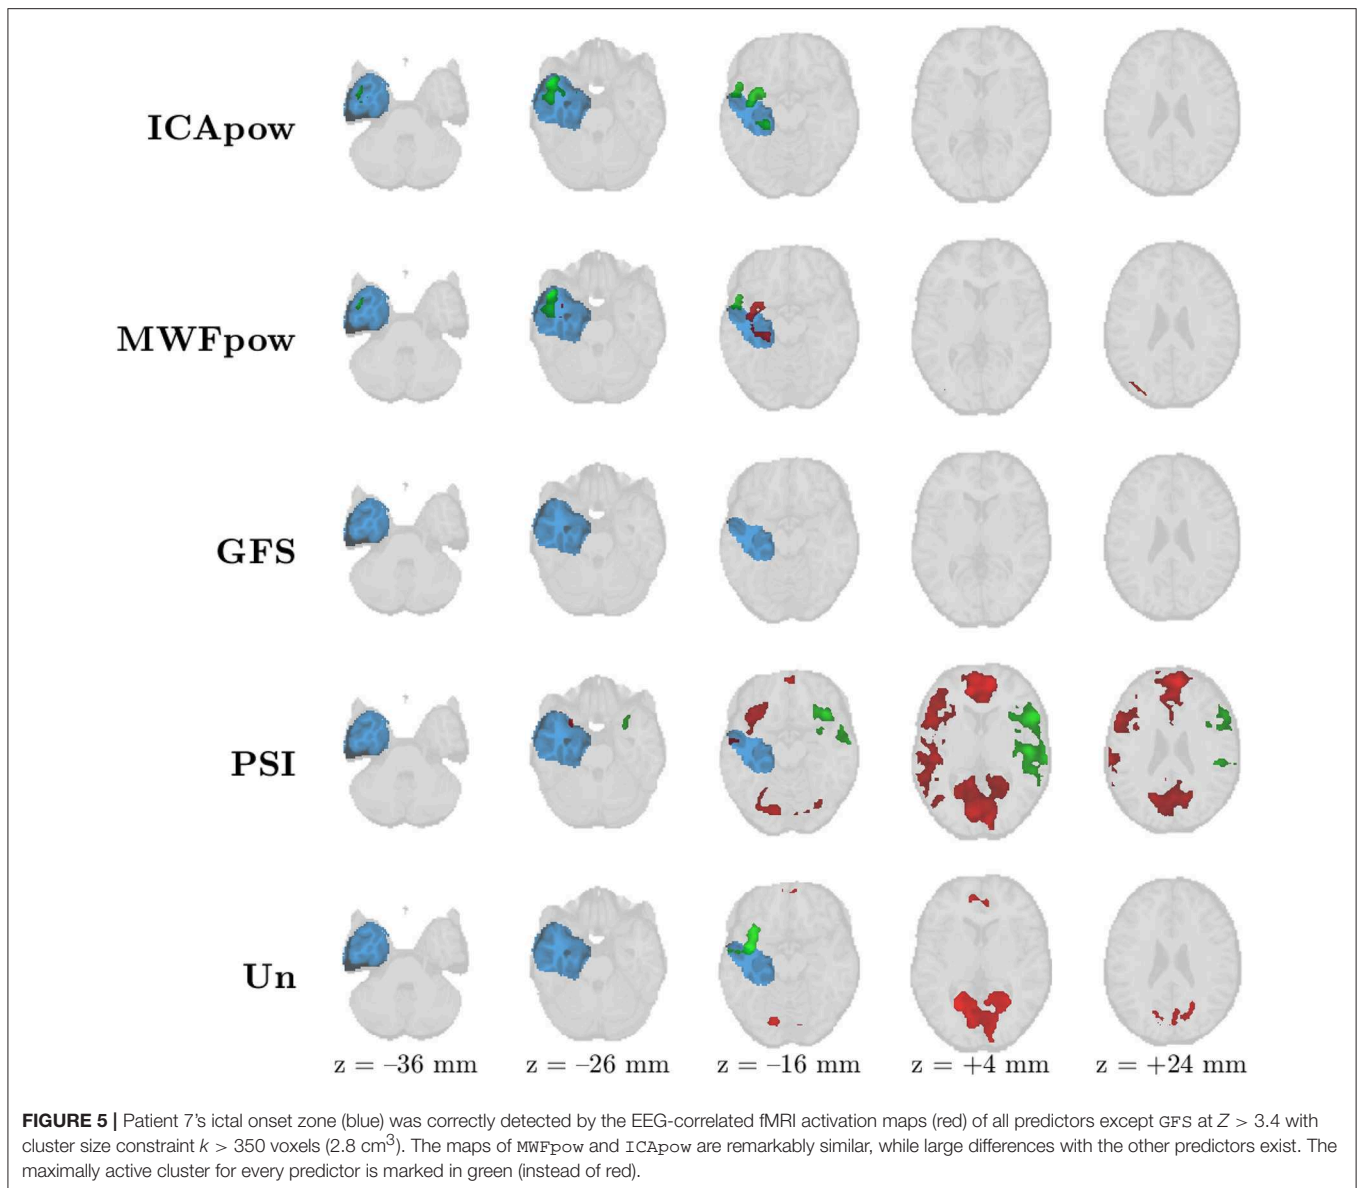 ICApow
MWFpow
GFS
PSI
Un
z = –36 mm z = –26 mm z = –16 mm z = +4 mm z = +24 mm
FIGURE 5 | Patient 7's ictal onset zone (blue) was correctly detected by the EEG-correlated fMRI activation maps (red) of all predictors except GFS at Z > 3.4 with
cluster size constraint k > 350 voxels (2.8 cm³). The maps of MWFpow and ICApow are remarkably similar, while large differences with the other predictors exist. The
maximally active cluster for every predictor is marked in green (instead of red).